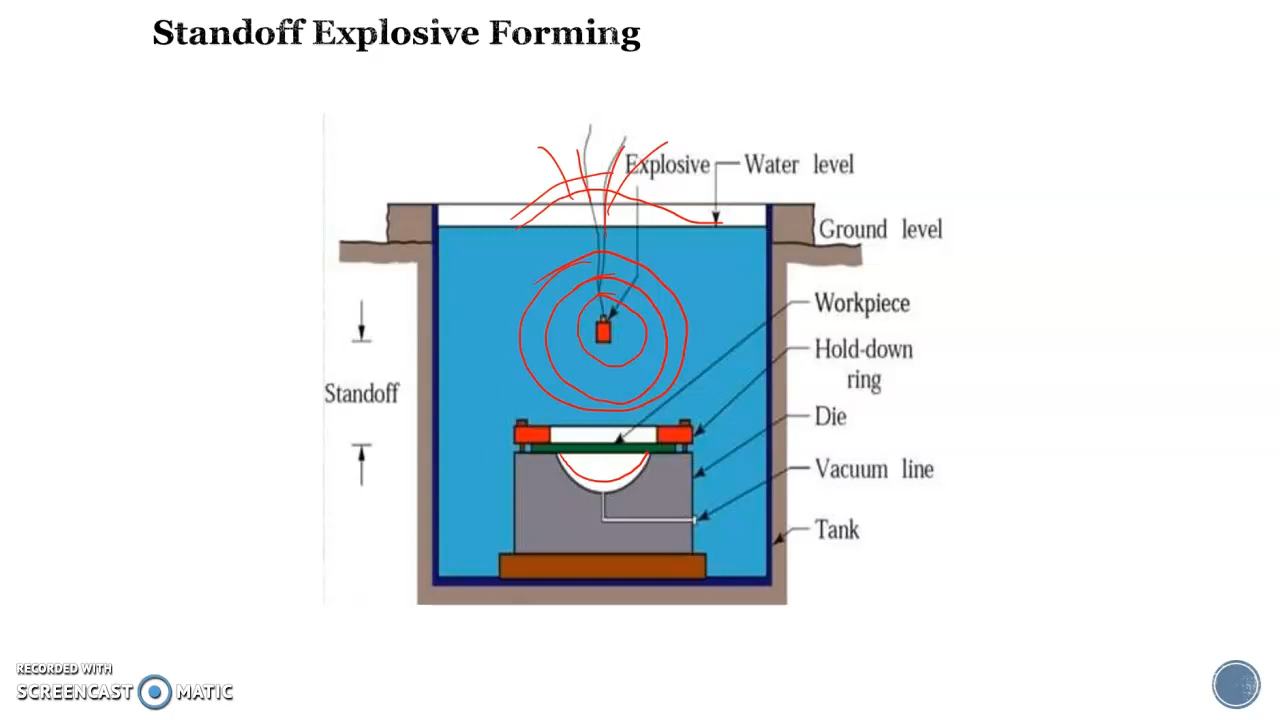 Standoff Explosive Forming
Explosive
Water level
Ground level
Workpiece
Hold-down
ring
Standoff
Die
Vacuum line
Tank
RECORDED WITH
SCREENCAST MATIC